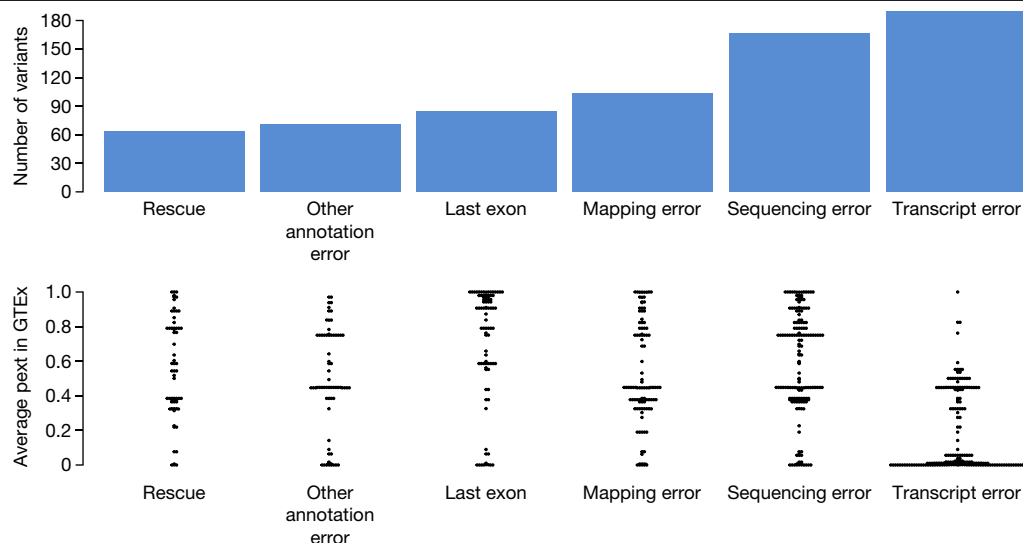 Number of variants
180
150
120
90
60
30
0
Rescue
Other
annotation
error
Last exon
Mapping error
Sequencing error
Transcript error
Average pext in GTEx
1.0
0.8
0.6
0.4
0.2
0
Rescue
Other
annotation
error
Last exon
Mapping error
Sequencing error
Transcript error